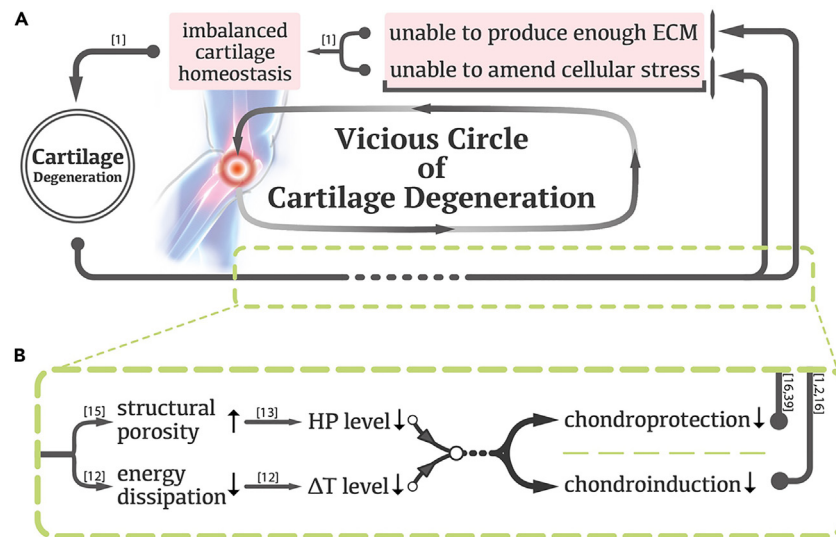 A
[1]
imbalanced
cartilage
homeostasis
[1]
unable to produce enough ECM
unable to amend cellular stress
Cartilage
Degeneration
Vicious Circle
of
Cartilage Degeneration
B
[15]
structural
porosity
[13]
HP level
[12]
energy
dissipation
[12]
ΔT level
chondroprotection
chondroinduction
[16,39]
[1,2,16]